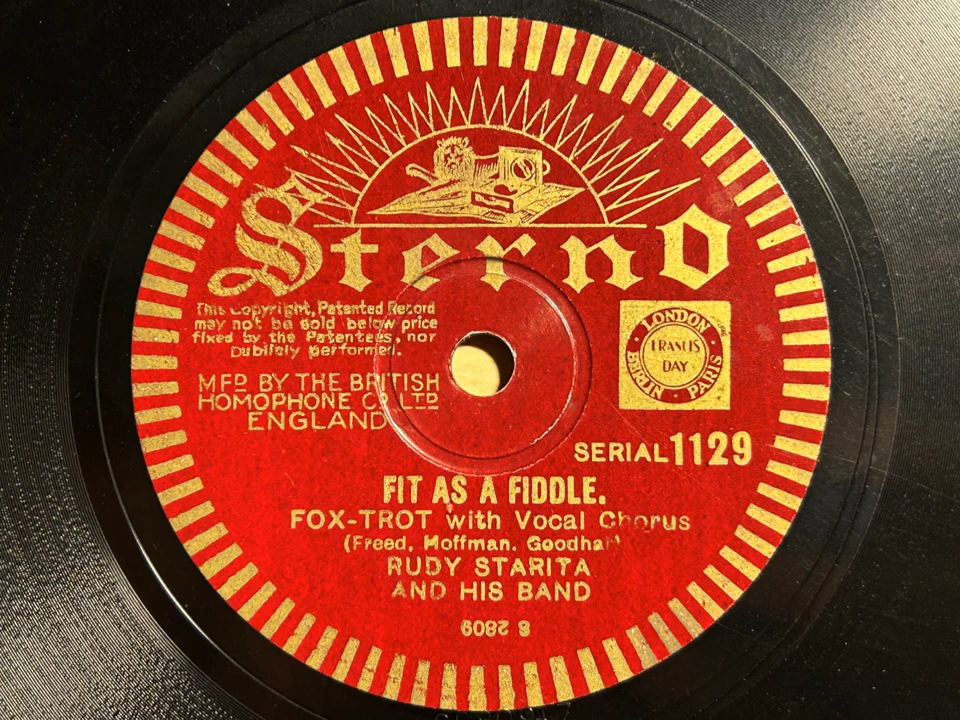 Sterno
This Copyright, Patented Record
may not be sold below price
fixed by the Patentees, nor
Publicly performed.
MFD BY THE BRITISH
HOMOPHONE CO LTD
ENGLAND
LONDON
FRANCIS
DAY
BERLIN · PARIS
SERIAL 1129
FIT AS A FIDDLE.
FOX-TROT with Vocal Chorus
(Freed, Hoffman. Goodhart)
RUDY STARITA
AND HIS BAND
S 2809